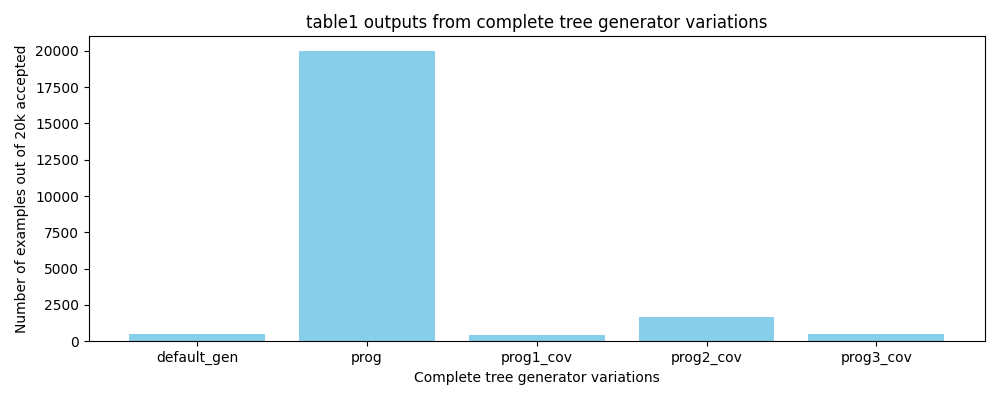 table1 outputs from complete tree generator variations
Number of examples out of 20k accepted
20000
17500
15000
12500
10000
7500
5000
2500
0
default_gen
prog
prog1_cov
prog2_cov
prog3_cov
Complete tree generator variations